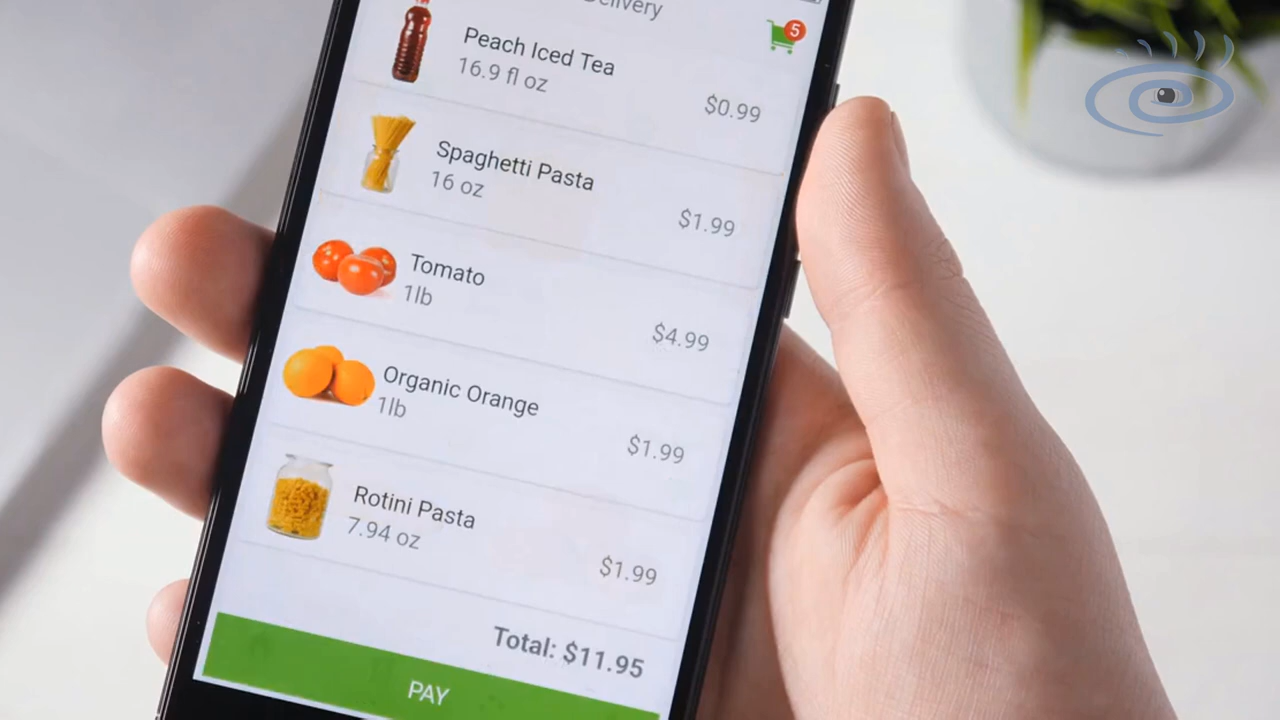 Delivery
5
Peach Iced Tea
16.9 fl oz
$0.99
Spaghetti Pasta
16 oz
$1.99
Tomato
1lb
$4.99
Organic Orange
1lb
$1.99
Rotini Pasta
7.94 oz
$1.99
Total: $11.95
PAY